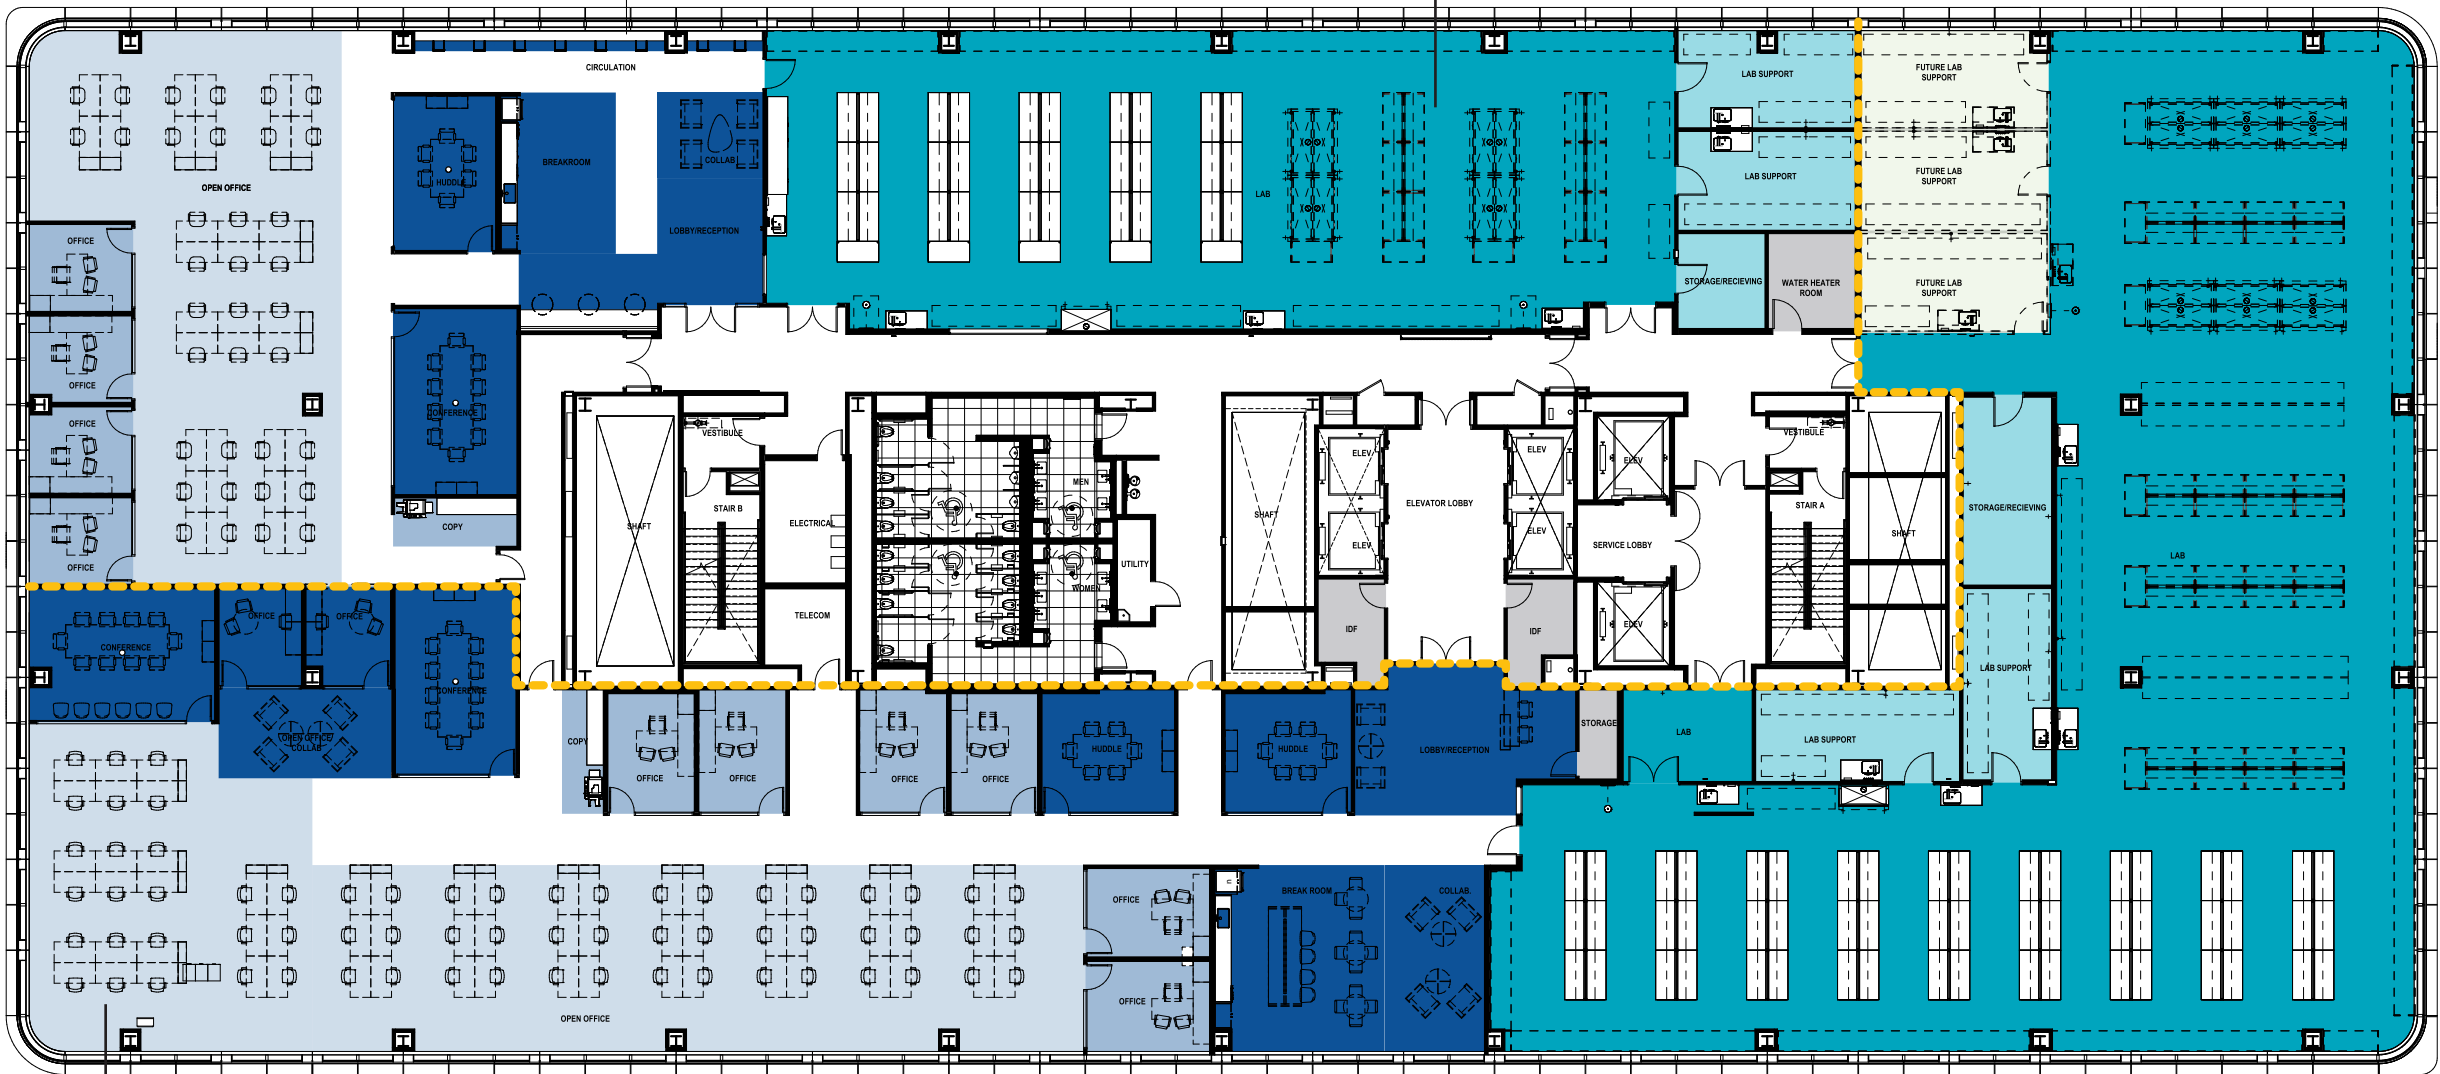 CIRCULATION
LAB SUPPORT
FUTURE LAB
SUPPORT
BREAKROOM
COLLAB
HUDDLE
OPEN OFFICE
LAB
LAB SUPPORT
FUTURE LAB
SUPPORT
LOBBY/RECEPTION
OFFICE
STORAGE/RECIEVING
WATER HEATER
ROOM
FUTURE LAB
SUPPORT
OFFICE
CONFERENCE
OFFICE
VESTIBULE
VESTIBULE
ELEV
ELEV
ELEV
MEN
ELEVATOR LOBBY
STAIR B
STAIR A
STORAGE/RECIEVING
SHAFT
COPY
SHAFT
ELECTRICAL
SHAFT
ELEV
ELEV
SERVICE LOBBY
LAB
UTILITY
OFFICE
WOMEN
OFFICE
OFFICE
TELECOM
IDF
IDF
ELEV
CONFERENCE
LAB SUPPORT
CONFERENCE
OPEN OFFICE/
COLLAB
COPY
OFFICE
OFFICE
OFFICE
OFFICE
HUDDLE
HUDDLE
LOBBY/RECEPTION
STORAGE
LAB
LAB SUPPORT
OFFICE
BREAK ROOM
COLLAB.
OFFICE
OPEN OFFICE